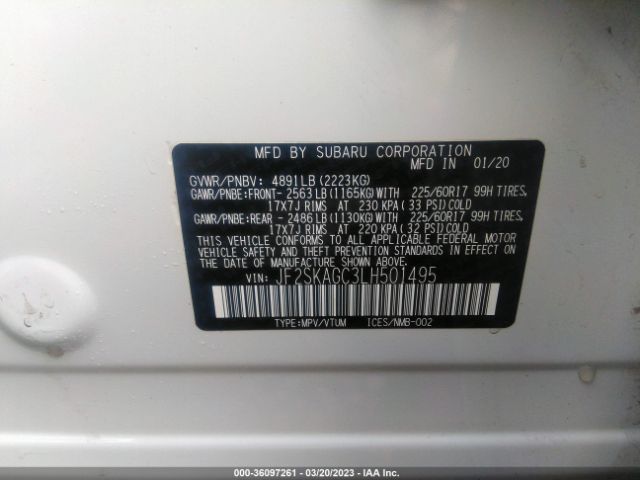 MFD BY SUBARU CORPORATION
MFD IN 01/20
GVWR/PNBV: 4891LB (2223KG)
GAWR/PNBE:FRONT- 2563 LB (1165KG) WITH 225/60R17 99H TIRES,
17X7J RIMS AT 230 KPA (33 PSI) COLD
GAWR/PNBE:REAR - 2486 LB (1130KG) WITH 225/60R17 99H TIRES,
17X7J RIMS AT 220 KPA (32 PSI) COLD
THIS VEHICLE CONFORMS TO ALL APPLICABLE FEDERAL MOTOR
VEHICLE SAFETY AND THEFT PREVENTION STANDARDS IN EFFECT
ON THE DATE OF MANUFACTURE SHOWN ABOVE.
VIN: JF2SKAGC3LH501495
TYPE:MPV/VTUM ICES/NMB-002
000-36097261 - 03/20/2023 - IAA Inc.